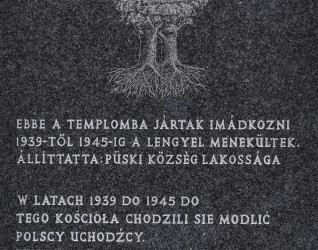 EBBE A TEMPLOMBA JÁRTAK IMÁDKOZNI
1939-TŐL 1945-IG A LENGYEL MENEKÜLTEK.
ÁLLÍTTATTA: PÜSKI KÖZSÉG LAKOSSÁGA
W LATACH 1939 DO 1945 DO
TEGO KOŚCIOŁA CHODZILI SIE MODLIĆ
POLSCY UCHODŹCY.